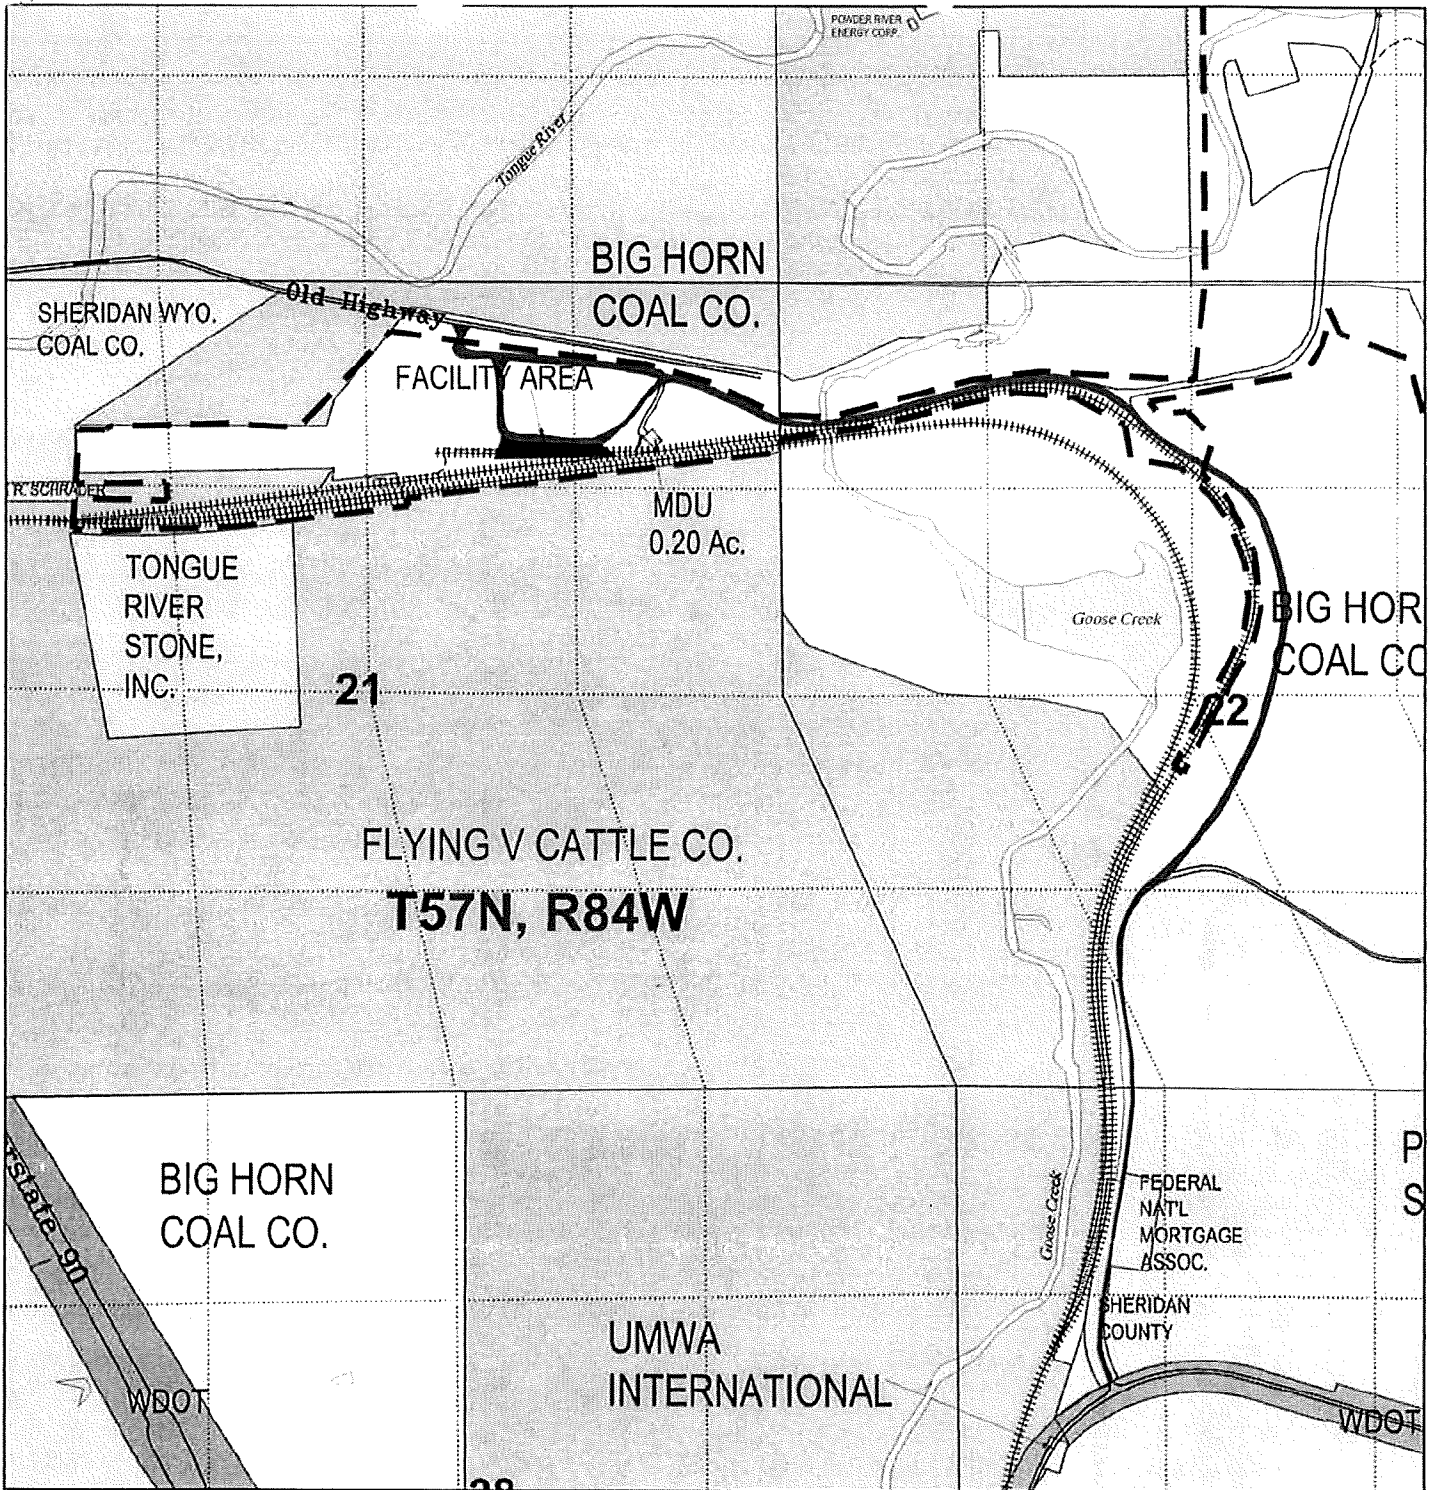 POWDER RIVER
ENERGY CORP.
Tongue River
BIG HORN
COAL CO.
SHERIDAN WYO.
COAL CO.
Old Highway
FACILITY AREA
R. SCHRADER
MDU
0.20 Ac.
TONGUE
RIVER
STONE,
INC.
Goose Creek
BIG HOR
COAL CO
21
22
FLYING V CATTLE CO.
T57N, R84W
BIG HORN
COAL CO.
rstate 90
WDOT
Goose Creek
FEDERAL
NAT'L
MORTGAGE
ASSOC.
P
S
SHERIDAN
COUNTY
UMWA
INTERNATIONAL
WDOT